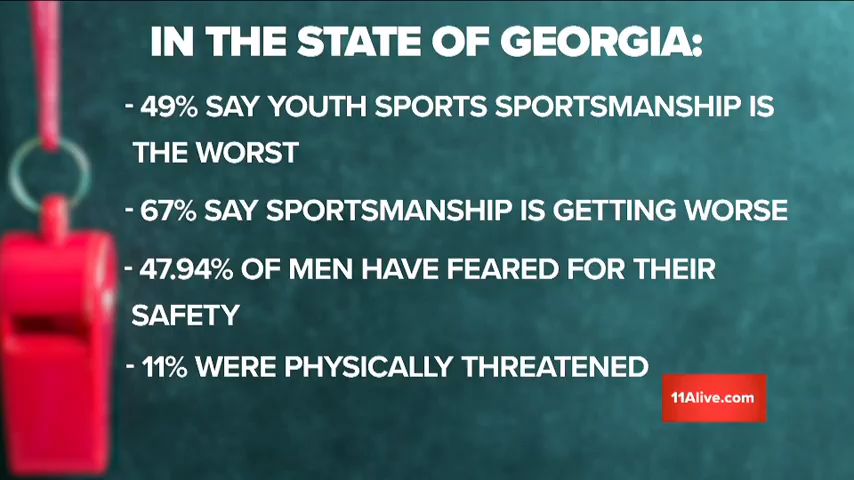 IN THE STATE OF GEORGIA:
- 49% SAY YOUTH SPORTS SPORTSMANSHIP IS
THE WORST
- 67% SAY SPORTSMANSHIP IS GETTING WORSE
- 47.94% OF MEN HAVE FEARED FOR THEIR
SAFETY
- 11% WERE PHYSICALLY THREATENED
11Alive.com